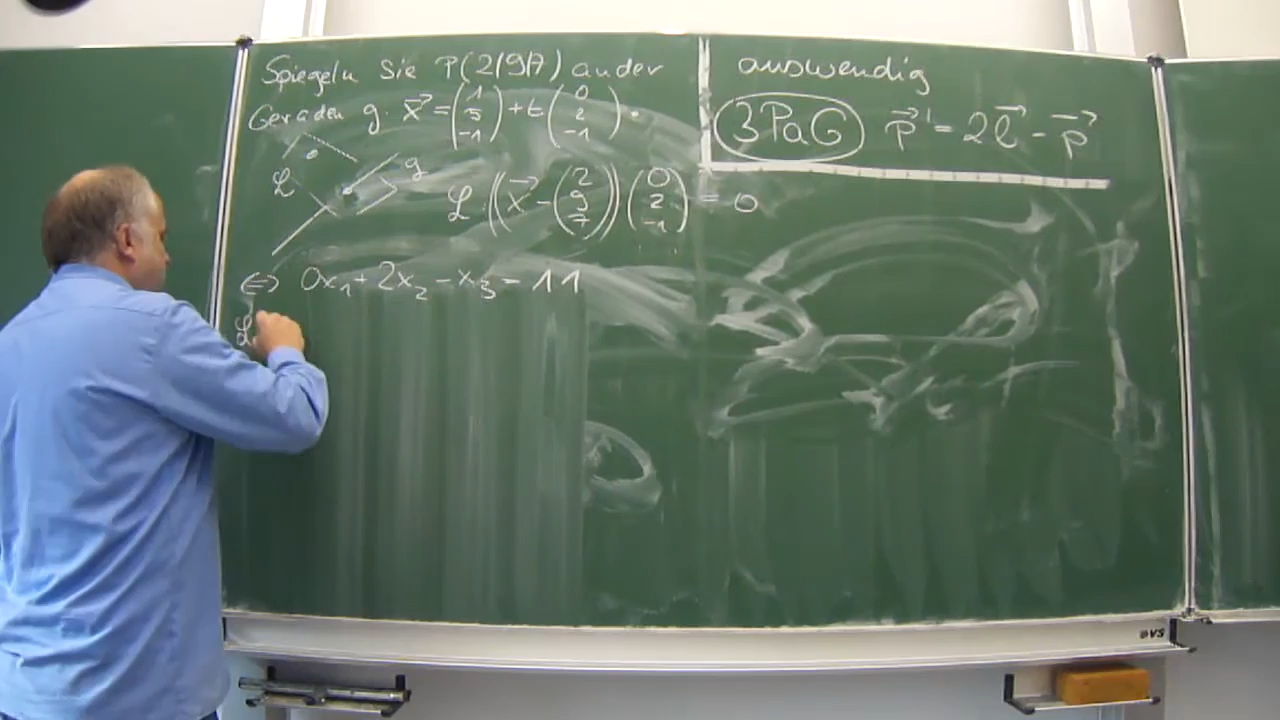 Spiegeln Sie P(2/9/7) an der
Geraden g: x⃗ = (1 5 -1) + t (0 2 -1).
L
g
L: (x⃗ - (2 9 7)) (0 2 -1) = 0
⇔ 0x₁ + 2x₂ - x₃ = 11
L
auswendig
3PaG p⃗' = 2l⃗ - p⃗
VS